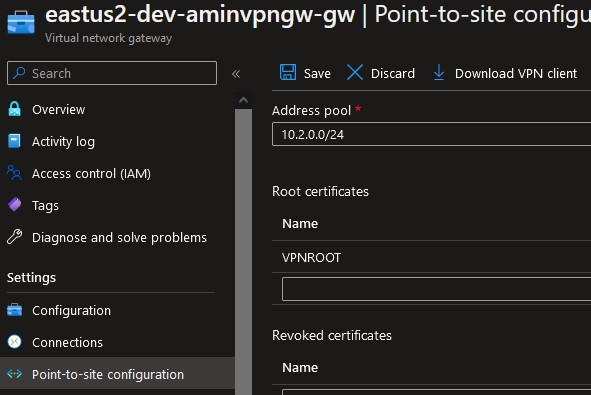 eastus2-dev-aminvpngw-gw | Point-to-site configu
Virtual network gateway
Search
«
Overview
Activity log
Access control (IAM)
Tags
Diagnose and solve problems
Settings
Configuration
Connections
Point-to-site configuration
Save
Discard
Download VPN client
Address pool *
10.2.0.0/24
Root certificates
Name
VPNROOT
Revoked certificates
Name